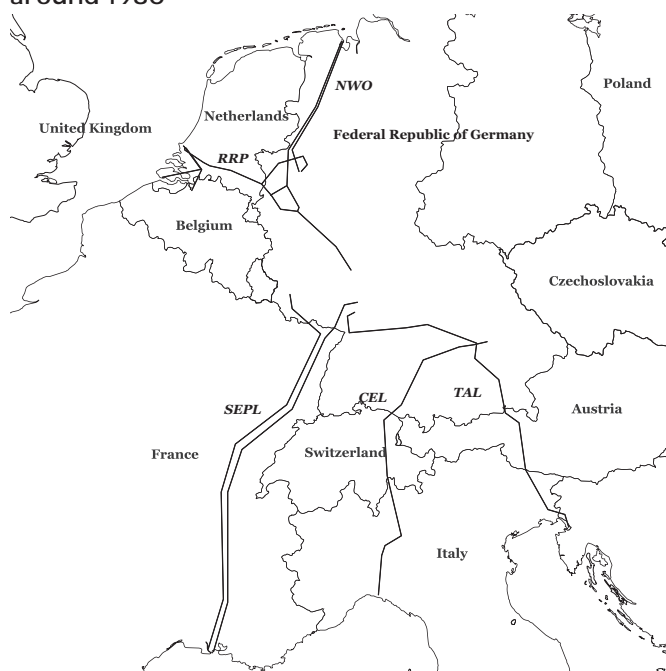 around 1980
Poland
NWO
Netherlands
United Kingdom
Federal Republic of Germany
RRP
Belgium
Czechoslovakia
CEL
TAL
SEPL
Austria
France
Switzerland
Italy